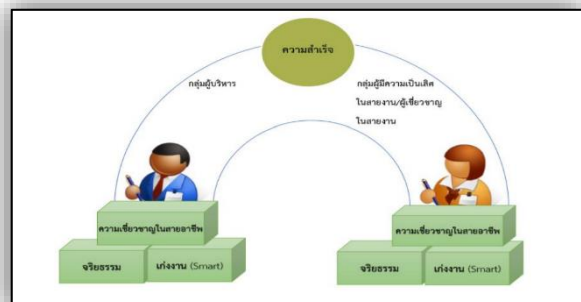 ความสำเร็จ
กลุ่มผู้บริหาร
กลุ่มผู้มีความเป็นเลิศ
ในสายงาน/ผู้เชี่ยวชาญ
ในสายงาน
ความเชี่ยวชาญในสายอาชีพ
จริยธรรม
เก่งงาน (Smart)
ความเชี่ยวชาญในสายอาชีพ
จริยธรรม
เก่งงาน (Smart)